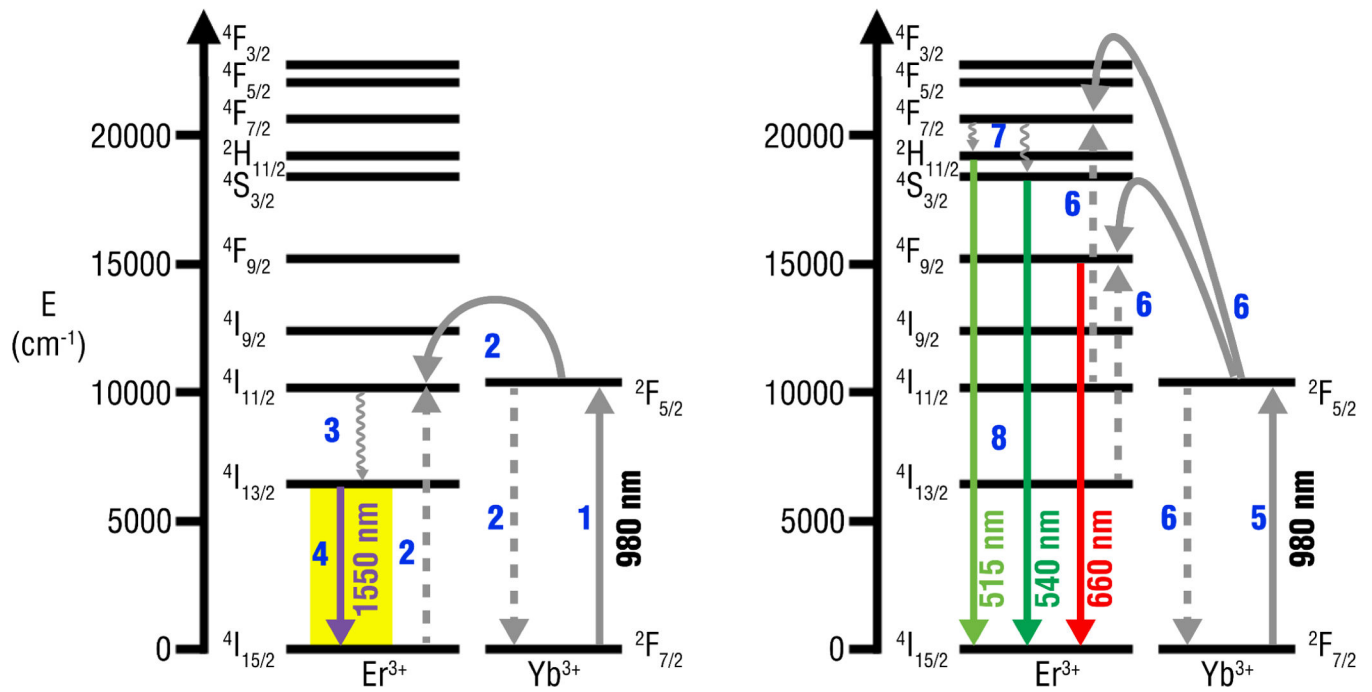 ⁴F₃/₂
⁴F₅/₂
⁴F₇/₂
20000
²H₁₁/₂
⁴S₃/₂
⁴F₉/₂
15000
E
(cm⁻¹)
⁴I₉/₂
2
⁴I₁₁/₂
10000
²F₅/₂
3
⁴I₁₃/₂
5000
4
1550 nm
2
2
1
980 nm
0
⁴I₁₅/₂
²F₇/₂
Er³⁺
Yb³⁺
⁴F₃/₂
⁴F₅/₂
⁴F₇/₂
20000
7
²H₁₁/₂
⁴S₃/₂
6
⁴F₉/₂
15000
6
6
⁴I₉/₂
⁴I₁₁/₂
10000
²F₅/₂
8
⁴I₁₃/₂
5000
515 nm
540 nm
660 nm
6
5
980 nm
0
⁴I₁₅/₂
²F₇/₂
Er³⁺
Yb³⁺